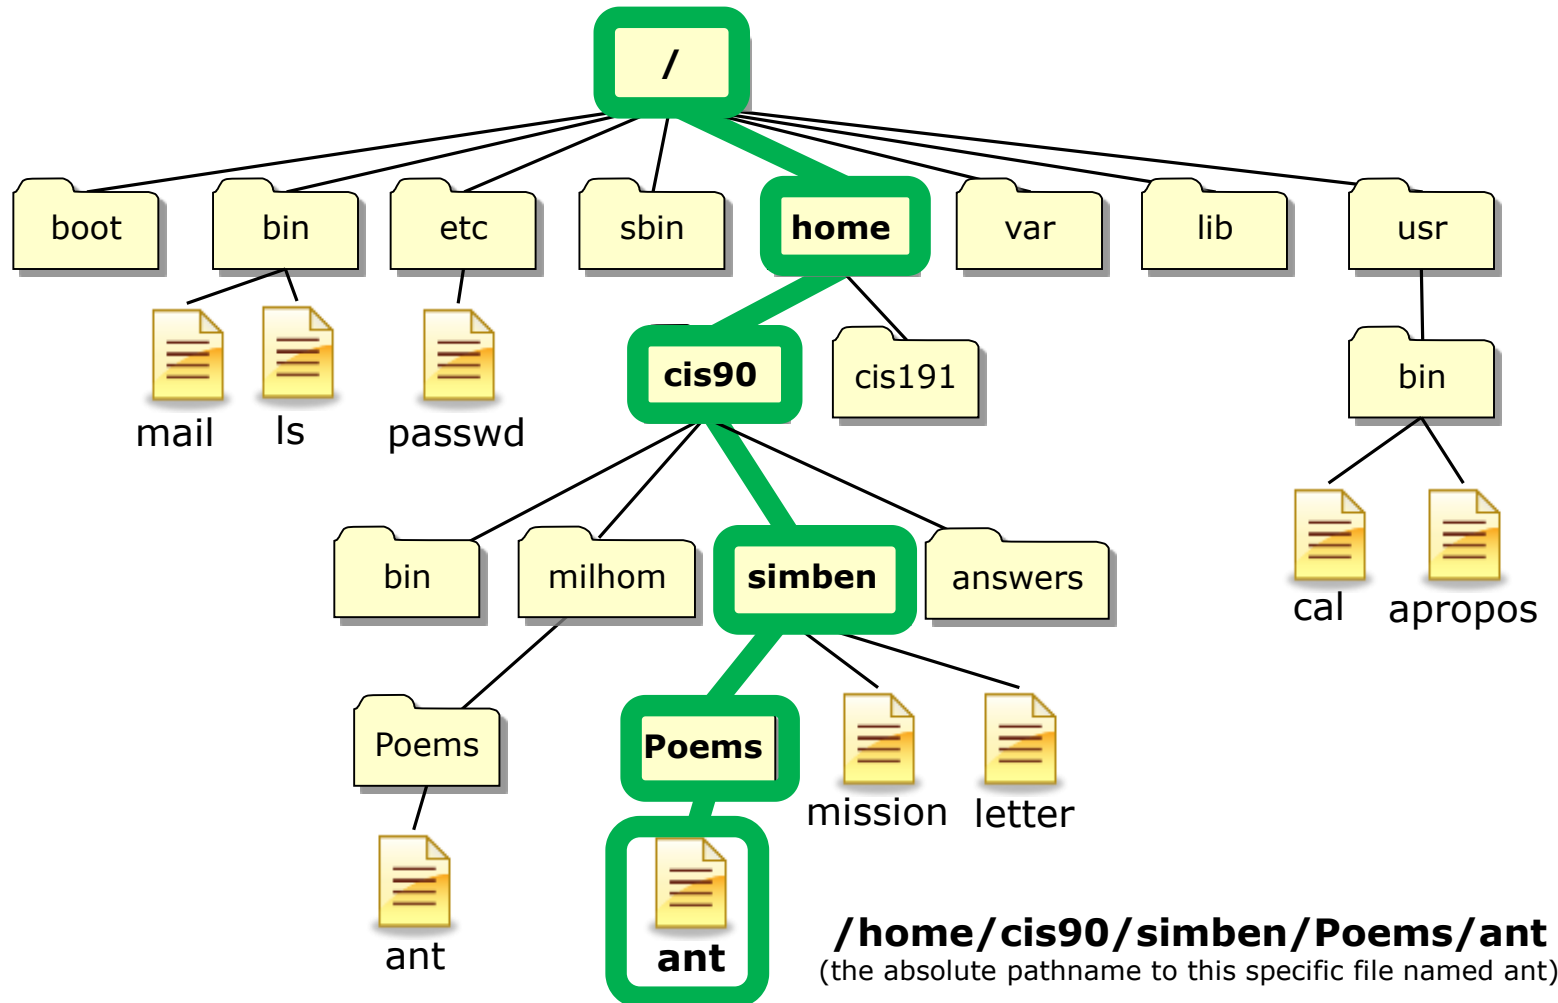 /
boot
bin
etc
sbin
home
var
lib
usr
mail
ls
passwd
cis90
cis191
bin
bin
milhom
simben
answers
cal
apropos
Poems
Poems
mission
letter
ant
ant
/home/cis90/simben/Poems/ant
(the absolute pathname to this specific file named ant)